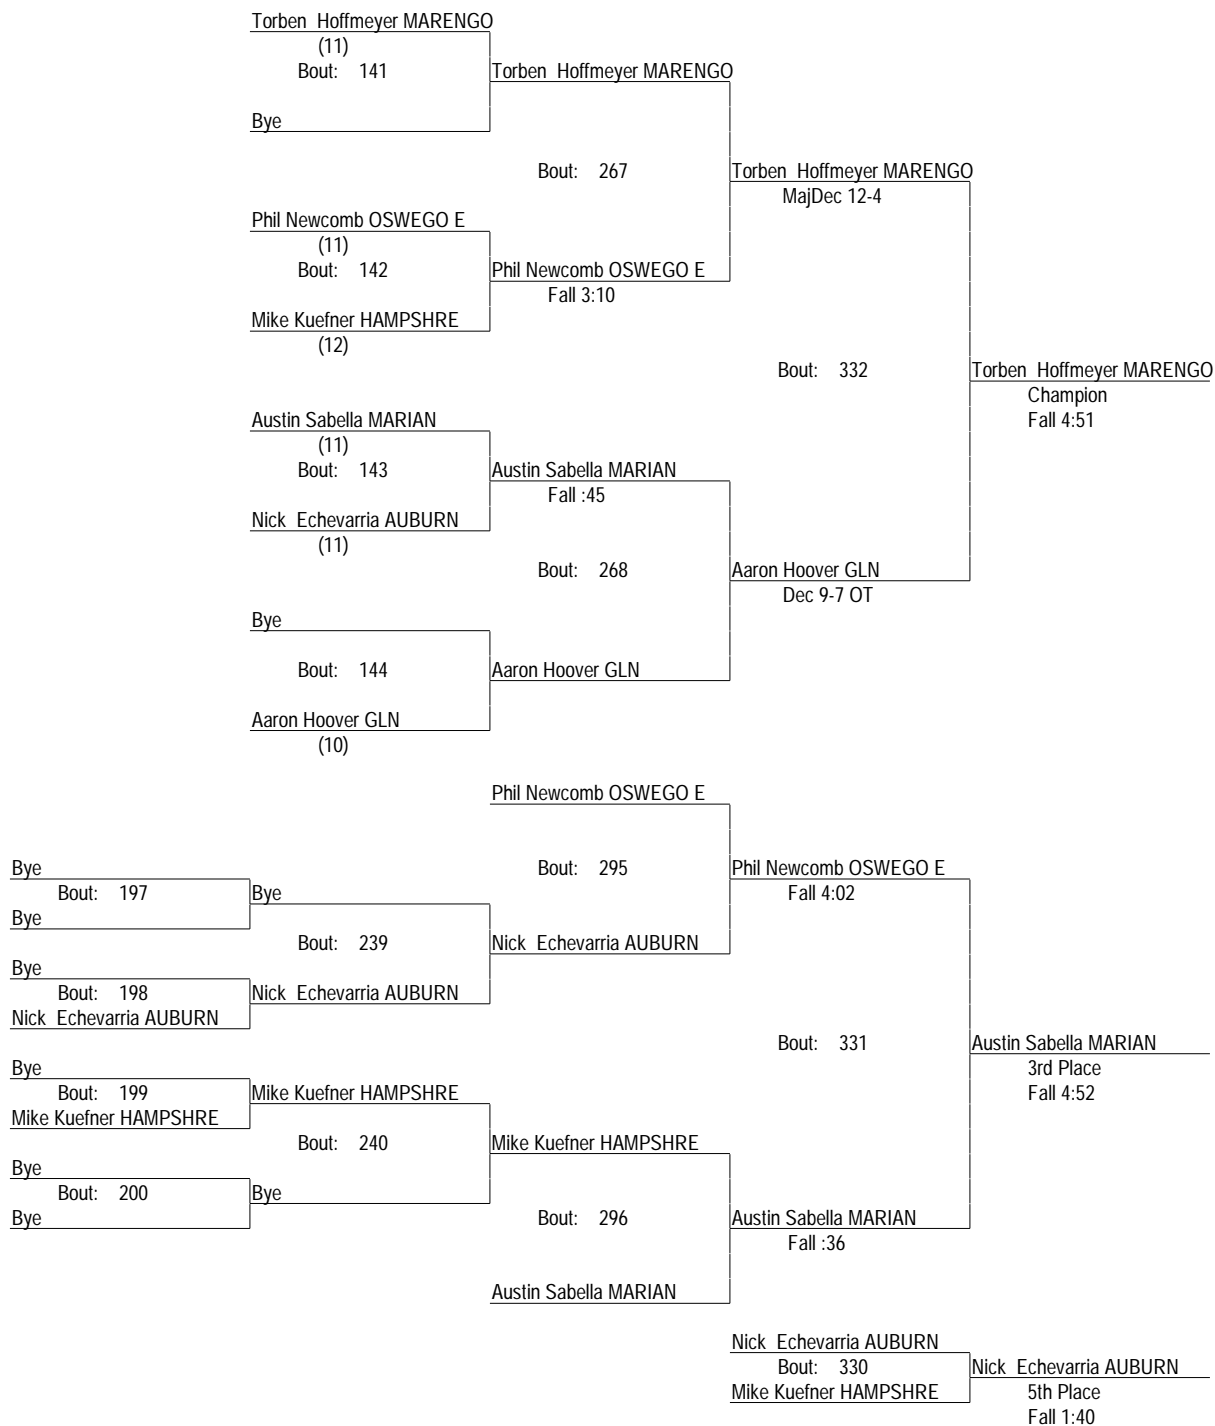 Torben  Hoffmeyer MARENGO
(11)
Bout:   141
Torben  Hoffmeyer MARENGO
Bye
Bout:   267
Torben  Hoffmeyer MARENGO
MajDec 12-4
Phil Newcomb OSWEGO E
(11)
Bout:   142
Phil Newcomb OSWEGO E
Fall 3:10
Mike Kuefner HAMPSHRE
(12)
Bout:   332
Torben  Hoffmeyer MARENGO
Champion
Fall 4:51
Austin Sabella MARIAN
(11)
Bout:   143
Austin Sabella MARIAN
Fall :45
Nick  Echevarria AUBURN
(11)
Bout:   268
Aaron Hoover GLN
Dec 9-7 OT
Bye
Bout:   144
Aaron Hoover GLN
Aaron Hoover GLN
(10)
Phil Newcomb OSWEGO E
Bye
Bout:   197
Bye
Bye
Bout:   295
Phil Newcomb OSWEGO E
Fall 4:02
Bout:   239
Nick  Echevarria AUBURN
Bye
Bout:   198
Nick  Echevarria AUBURN
Nick  Echevarria AUBURN
Bout:   331
Austin Sabella MARIAN
3rd Place
Fall 4:52
Bye
Bout:   199
Mike Kuefner HAMPSHRE
Mike Kuefner HAMPSHRE
Bout:   240
Mike Kuefner HAMPSHRE
Bye
Bout:   200
Bye
Bye
Bout:   296
Austin Sabella MARIAN
Fall :36
Austin Sabella MARIAN
Nick  Echevarria AUBURN
Bout:   330
Nick  Echevarria AUBURN
Mike Kuefner HAMPSHRE
5th Place
Fall 1:40